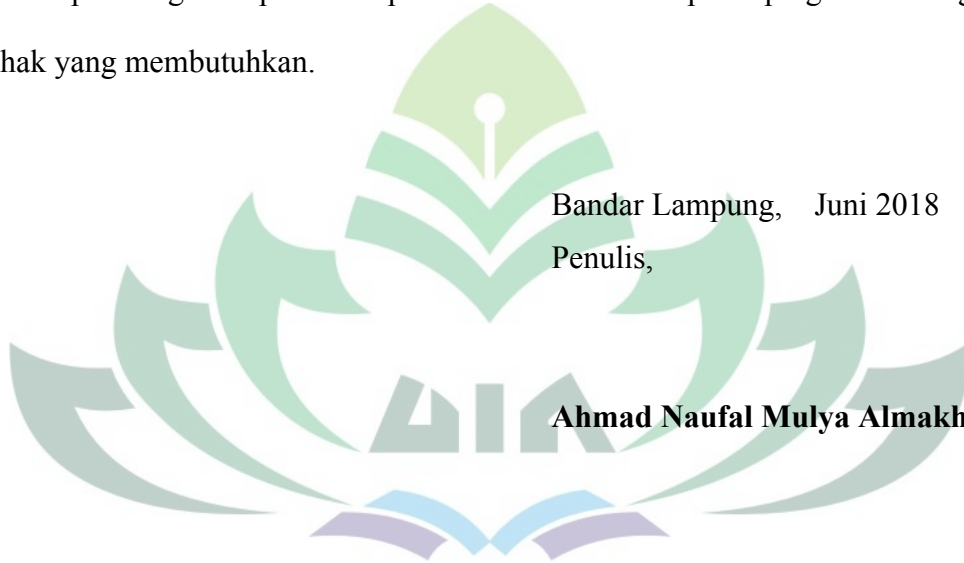 hak yang membutuhkan.
Bandar Lampung, Juni 2018
Penulis,
Ahmad Naufal Mulya Almakh